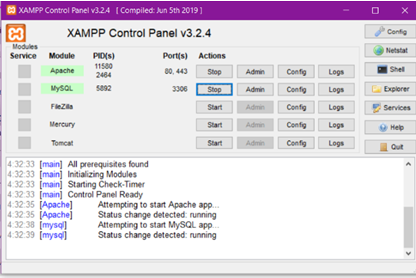 XAMPP Control Panel v3.2.4 [ Compiled: Jun 5th 2019 ]
XAMPP Control Panel v3.2.4
Config
Modules
Service Module PID(s) Port(s) Actions
Netstat
Apache 11580 2464 80, 443 Stop Admin Config Logs
Shell
MySQL 5892 3306 Stop Admin Config Logs
Explorer
FileZilla Start Admin Config Logs
Services
Mercury Start Admin Config Logs
Help
Tomcat Start Admin Config Logs
Quit
4:32:33 [main] All prerequisites found
4:32:33 [main] Initializing Modules
4:32:33 [main] Starting Check-Timer
4:32:33 [main] Control Panel Ready
4:32:35 [Apache] Attempting to start Apache app...
4:32:35 [Apache] Status change detected: running
4:32:38 [mysql] Attempting to start MySQL app...
4:32:39 [mysql] Status change detected: running